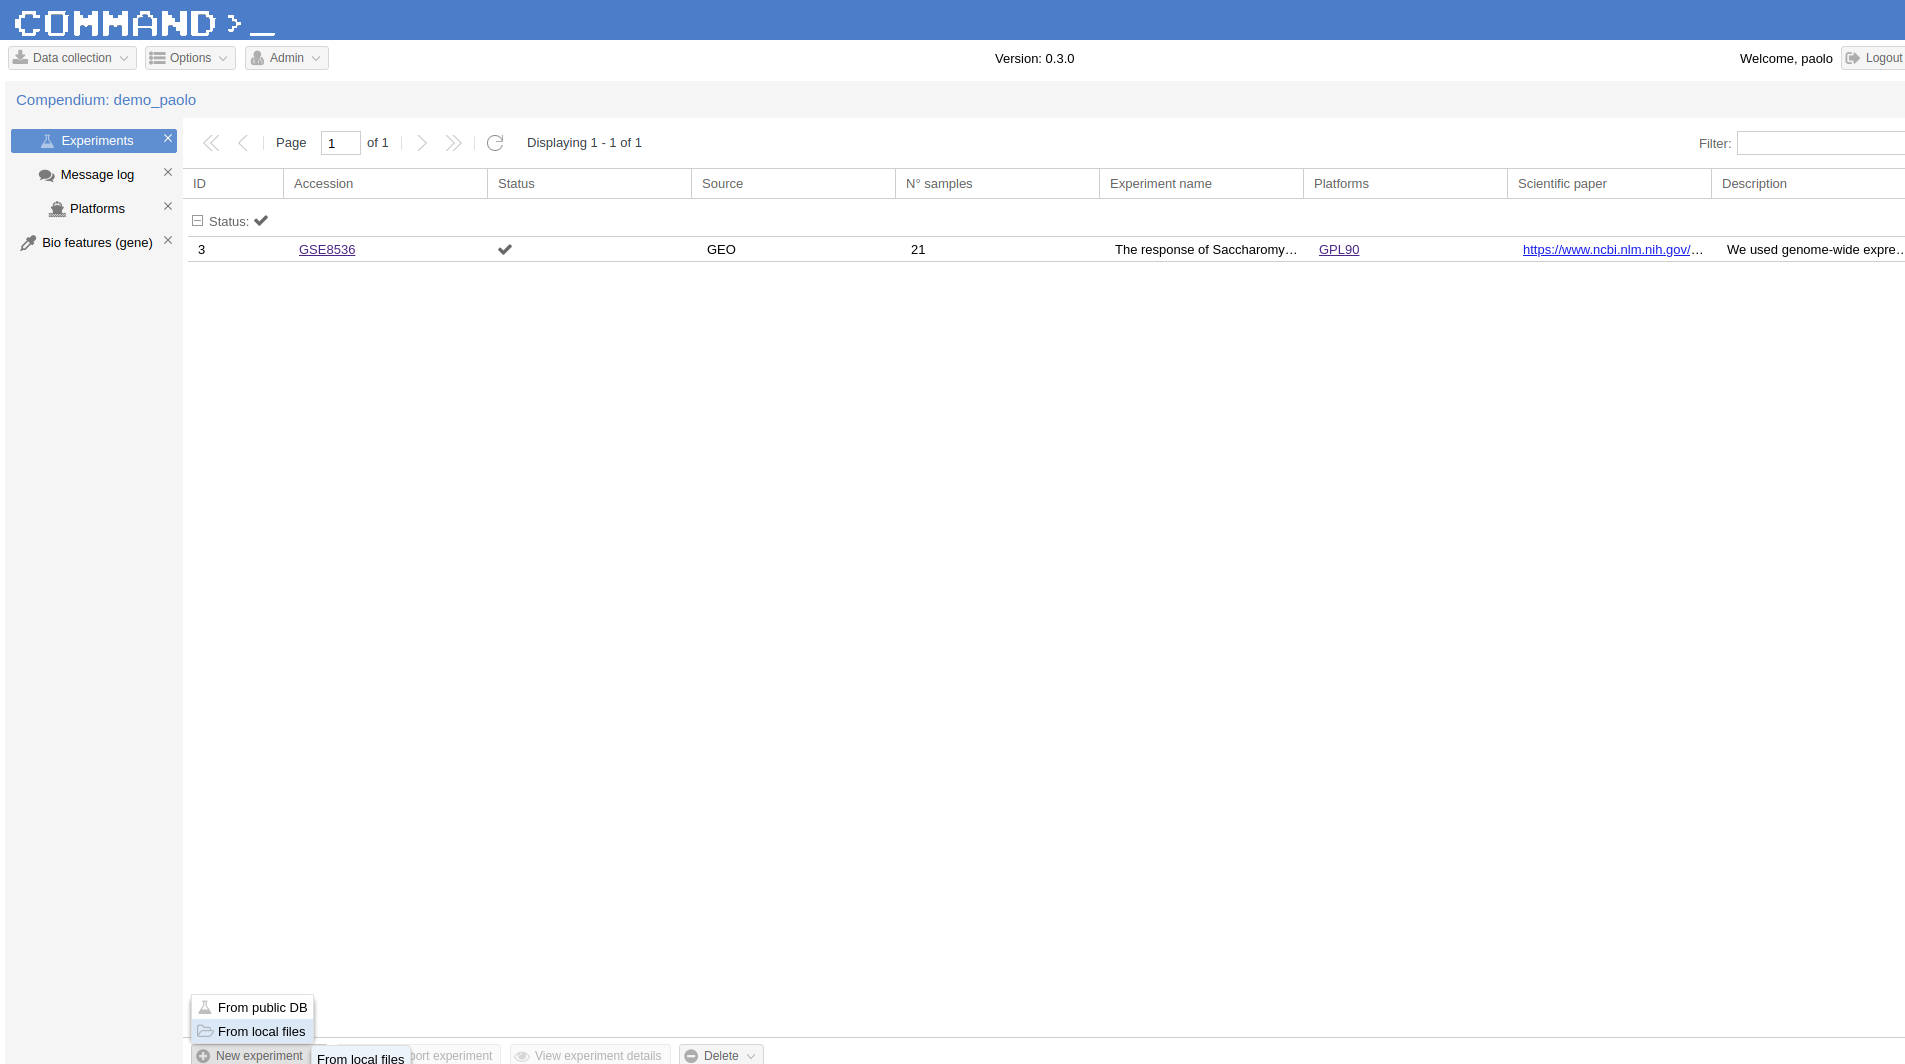 COMMAND>_
Data collection Options Admin Version: 0.3.0 Welcome, paolo Logout
Compendium: demo_paolo
Experiments
Message log
Platforms
Bio features (gene)
Page 1 of 1 Displaying 1 - 1 of 1 Filter:
ID Accession Status Source N° samples Experiment name Platforms Scientific paper Description
Status:
3 GSE8536 GEO 21 The response of Saccharomy… GPL90 https://www.ncbi.nlm.nih.gov/… We used genome-wide expre…
From public DB
From local files
New experiment From local files port experiment View experiment details Delete